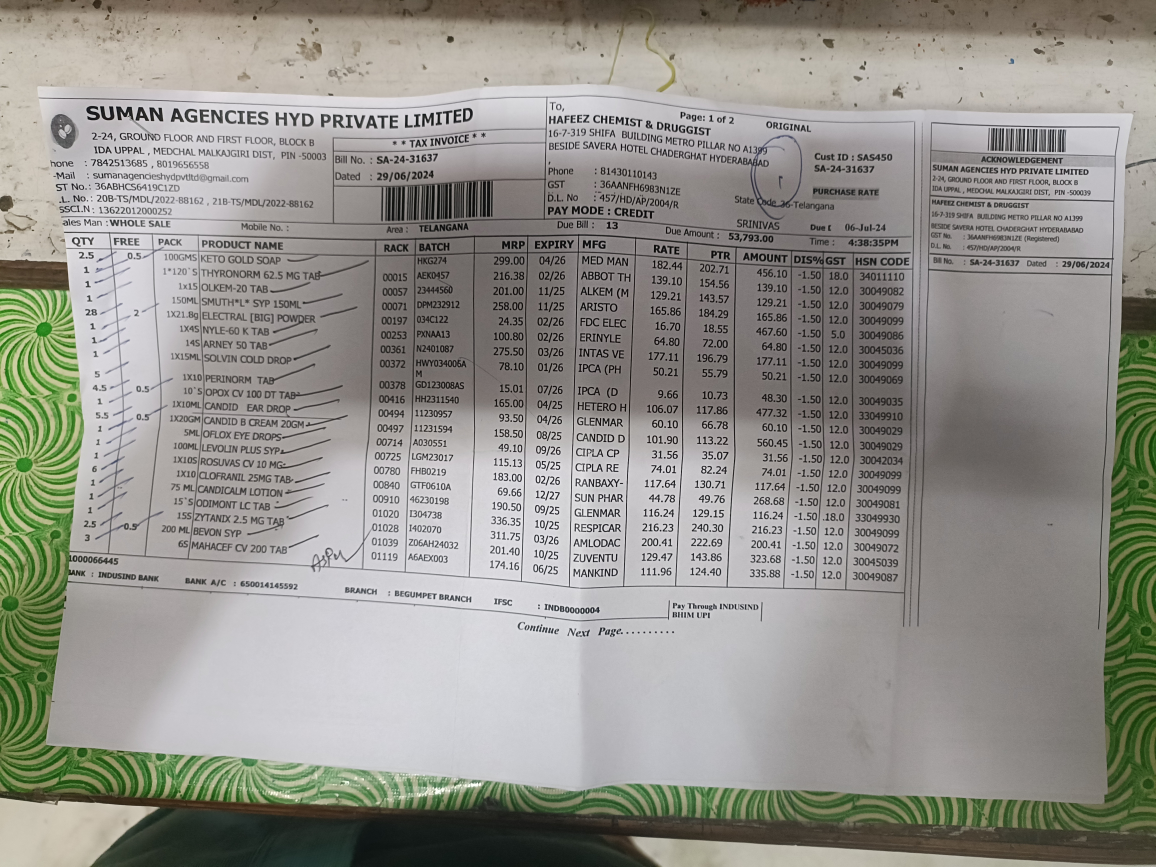 SUMAN AGENCIES HYD PRIVATE LIMITED
2-24, GROUND FLOOR AND FIRST FLOOR, BLOCK B
IDA UPPAL , MEDCHAL MALKAJGIRI DIST, PIN -50003
hone : 7842513685 , 8019656558
-Mail : sumanagencieshydpvtltd@gmail.com
ST No.: 36ABHCS6419C1ZD
.L. No.: 20B-TS/MDL/2022-88162 , 21B-TS/MDL/2022-88162
SSCI.N : 13622012000252
* * TAX INVOICE * *
Bill No. : SA-24-31637
Dated : 29/06/2024
To,
HAFEEZ CHEMIST & DRUGGIST
16-7-319 SHIFA BUILDING METRO PILLAR NO A1399
BESIDE SAVERA HOTEL CHADERGHAT HYDERABABAD
,
Phone : 81430110143
GST : 36AANFH6983N1ZE
D.L. No : 457/HD/AP/2004/R
PAY MODE : CREDIT
Page: 1 of 2
ORIGINAL
Cust ID : SAS450
SA-24-31637
PURCHASE RATE
State Code 36-Telangana
ales Man : WHOLE SALE Mobile No. : Area : TELANGANA Due Bill : 13 SRINIVAS Due Amount : 53,793.00 Due D 06-Jul-24 Time : 4:38:35PM
QTY FREE PACK PRODUCT NAME RACK BATCH MRP EXPIRY MFG RATE PTR AMOUNT DIS% GST HSN CODE
2.5 0.5 100GMS KETO GOLD SOAP HKG274 299.00 04/26 MED MAN 182.44 202.71 456.10 -1.50 18.0 34011110
1 1*120`S THYRONORM 62.5 MG TAB 00015 AEK0457 216.38 02/26 ABBOT TH 139.10 154.56 139.10 -1.50 12.0 30049082
1 1x15 OLKEM-20 TAB 00057 23444560 201.00 11/25 ALKEM (M 129.21 143.57 129.21 -1.50 12.0 30049079
1 150ML SMUTH*L* SYP 150ML 00071 DPM232912 258.00 11/25 ARISTO 165.86 184.29 165.86 -1.50 12.0 30049099
28 2 1X21.8g ELECTRAL [BIG] POWDER 00197 034C122 24.35 02/26 FDC ELEC 16.70 18.55 467.60 -1.50 5.0 30049086
1 1X4S NYLE-60 K TAB 00253 PXNAA13 100.80 02/26 ERINYLE 64.80 72.00 64.80 -1.50 12.0 30045036
1 14S ARNEY 50 TAB 00361 N2401087 275.50 03/26 INTAS VE 177.11 196.79 177.11 -1.50 12.0 30049099
1 1X15ML SOLVIN COLD DROP 00372 HWY034006A M 78.10 01/26 IPCA (PH 50.21 55.79 50.21 -1.50 12.0 30049069
5 1X10 PERINORM TAB 00378 GD123008AS 15.01 07/26 IPCA (D 9.66 10.73 48.30 -1.50 12.0 30049035
4.5 0.5 10`S OPOX CV 100 DT TAB 00416 HH2311540 165.00 04/25 HETERO H 106.07 117.86 477.32 -1.50 12.0 33049910
1 1X10ML CANDID EAR DROP 00494 11230957 93.50 04/26 GLENMAR 60.10 66.78 60.10 -1.50 12.0 30049029
5.5 0.5 1X20GM CANDID B CREAM 20GM 00497 11231594 158.50 08/25 CANDID D 101.90 113.22 560.45 -1.50 12.0 30049029
1 5ML OFLOX EYE DROPS 00714 A030551 49.10 09/26 CIPLA CP 31.56 35.07 31.56 -1.50 12.0 30042034
1 100ML LEVOLIN PLUS SYP 00725 LGM23017 115.13 05/25 CIPLA RE 74.01 82.24 74.01 -1.50 12.0 30049099
1 1X10S ROSUVAS CV 10 MG 00780 FHB0219 183.00 02/26 RANBAXY- 117.64 130.71 117.64 -1.50 12.0 30049099
6 1X10 CLOFRANIL 25MG TAB 00840 GTF0610A 69.66 12/27 SUN PHAR 44.78 49.76 268.68 -1.50 12.0 30049081
1 75 ML CANDICALM LOTION 00910 46230198 190.50 09/25 GLENMAR 116.24 129.15 116.24 -1.50 18.0 33049930
1 15`S ODIMONT LC TAB 01020 I304738 336.35 10/25 RESPICAR 216.23 240.30 216.23 -1.50 12.0 30049099
1 15S ZYTANIX 2.5 MG TAB 01028 I402070 311.75 03/26 AMLODAC 200.41 222.69 200.41 -1.50 12.0 30049072
2.5 0.5 200 ML BEVON SYP 01039 Z06AH24032 201.40 10/25 ZUVENTU 129.47 143.86 323.68 -1.50 12.0 30045039
3 6S MAHACEF CV 200 TAB 01119 A6AEX003 174.16 06/25 MANKIND 111.96 124.40 335.88 -1.50 12.0 30049087
1000066445
ANK : INDUSIND BANK BANK A/C : 650014145592 BRANCH : BEGUMPET BRANCH IFSC : INDB0000004
Pay Through INDUSIND
BHIM UPI
Continue Next Page..........
ACKNOWLEDGEMENT
SUMAN AGENCIES HYD PRIVATE LIMITED
2-24, GROUND FLOOR AND FIRST FLOOR, BLOCK B
IDA UPPAL , MEDCHAL MALKAJGIRI DIST, PIN -500039
HAFEEZ CHEMIST & DRUGGIST
16-7-319 SHIFA BUILDING METRO PILLAR NO A1399
BESIDE SAVERA HOTEL CHADERGHAT HYDERABABAD
GST No. : 36AANFH6983N1ZE (Registered)
D.L. No. : 457/HD/AP/2004/R
Bill No. : SA-24-31637 Dated : 29/06/2024